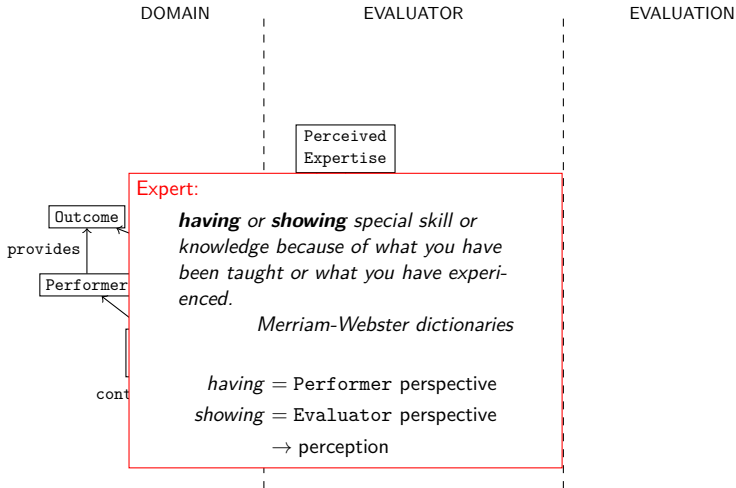 DOMAIN
EVALUATOR
EVALUATION
Perceived
Expertise
Expert:
Outcome
having or showing special skill or
knowledge because of what you have
been taught or what you have experi-
enced.
Merriam-Webster dictionaries
provides
Performer
cont
having = Performer perspective
showing = Evaluator perspective
→ perception